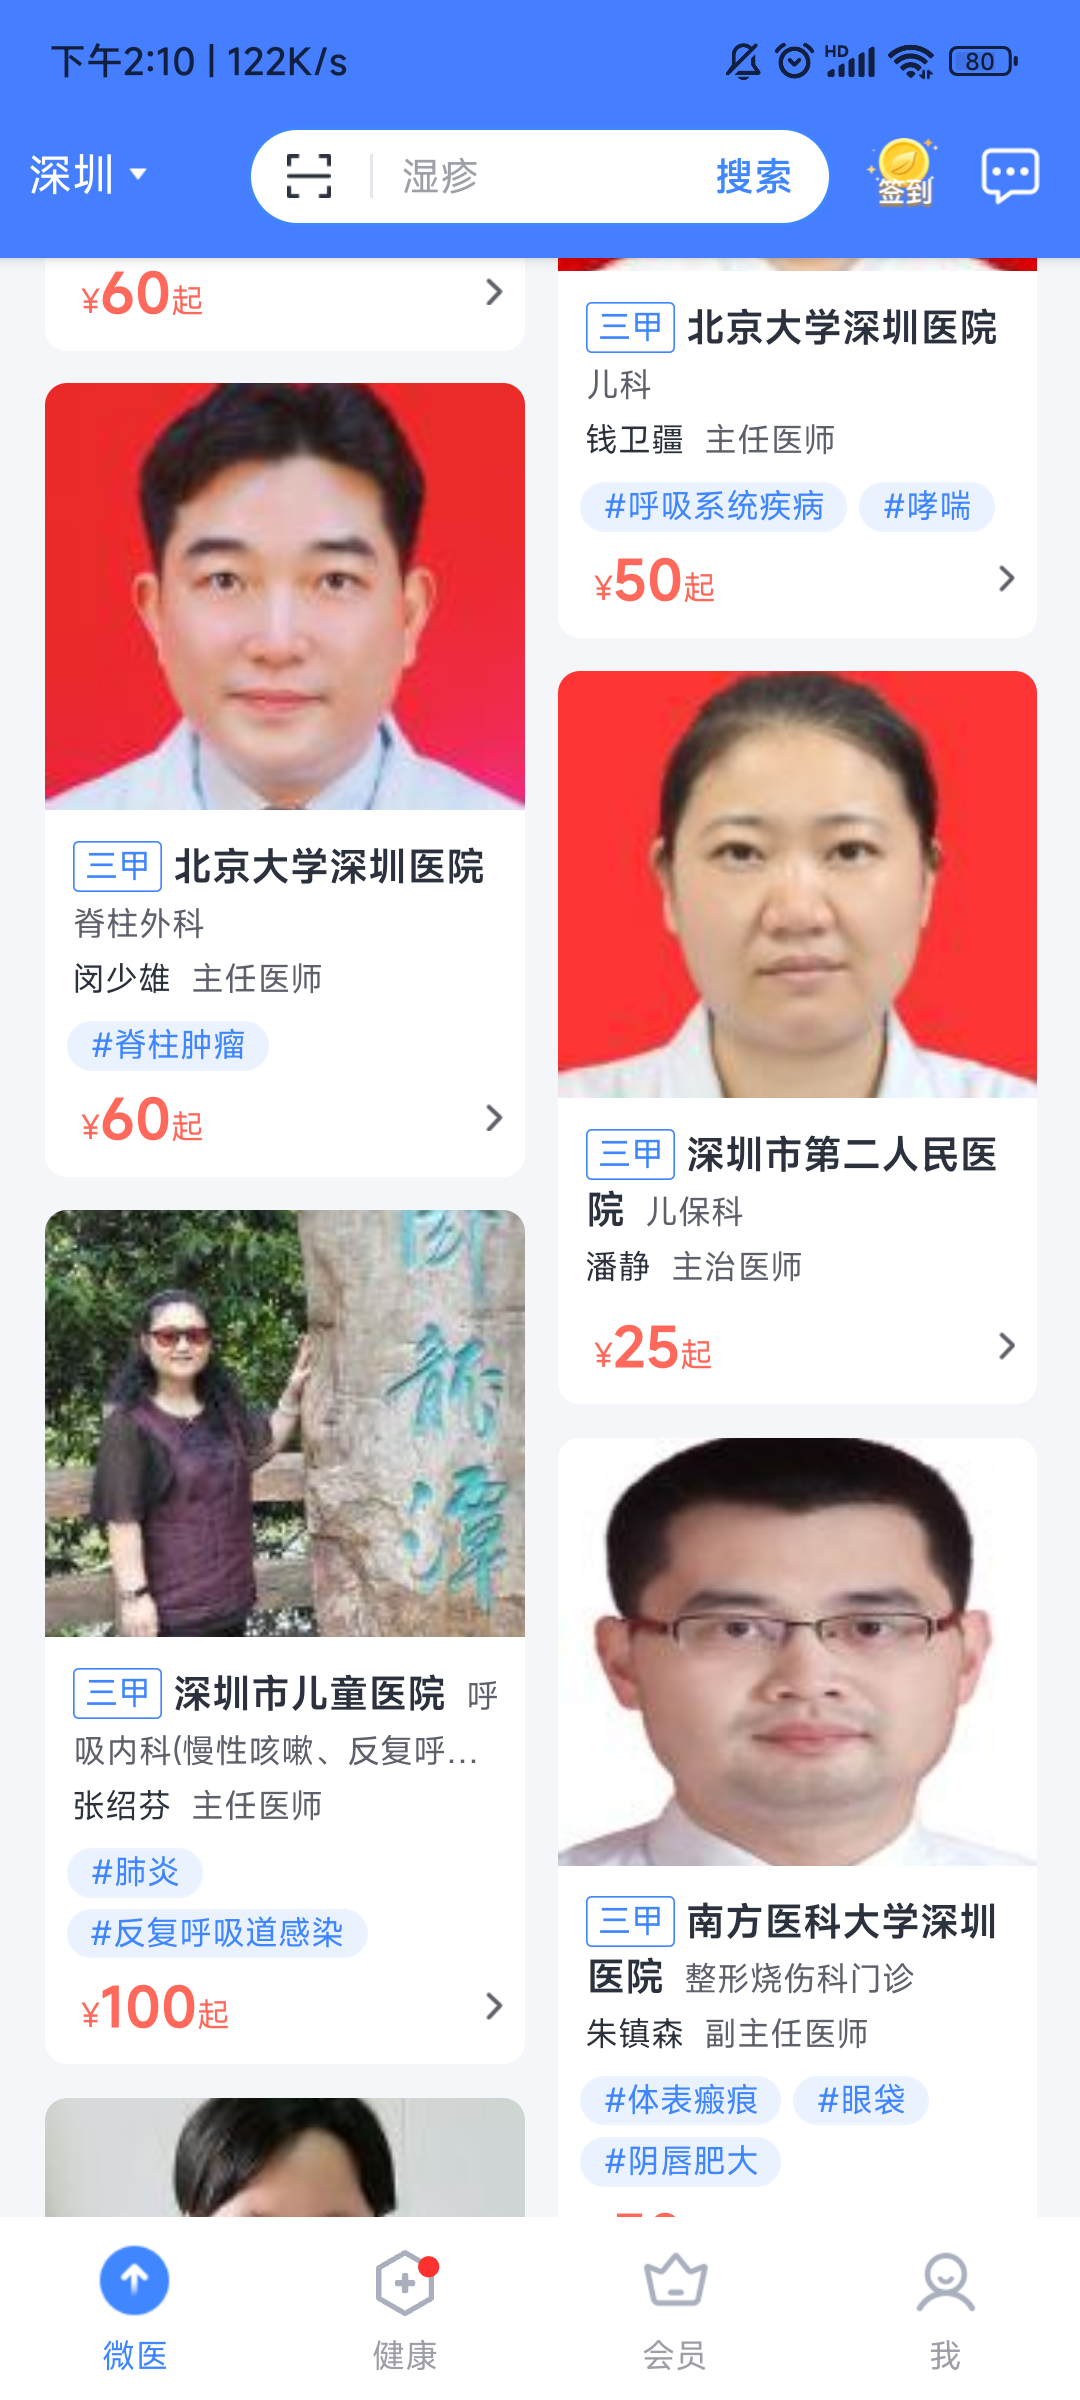 下午2:10 | 122K/s
HD
80
深圳
湿疹
搜索
签到
¥60起
三甲 北京大学深圳医院
脊柱外科
闵少雄 主任医师
#脊柱肿瘤
¥60起
龍
潭
三甲 深圳市儿童医院 呼
吸内科(慢性咳嗽、反复呼...
张绍芬 主任医师
#肺炎
#反复呼吸道感染
¥100起
三甲 北京大学深圳医院
儿科
钱卫疆 主任医师
#呼吸系统疾病 #哮喘
¥50起
三甲 深圳市第二人民医
院 儿保科
潘静 主治医师
¥25起
三甲 南方医科大学深圳
医院 整形烧伤科门诊
朱镇森 副主任医师
#体表瘢痕 #眼袋
#阴唇肥大
微医
健康
会员
我